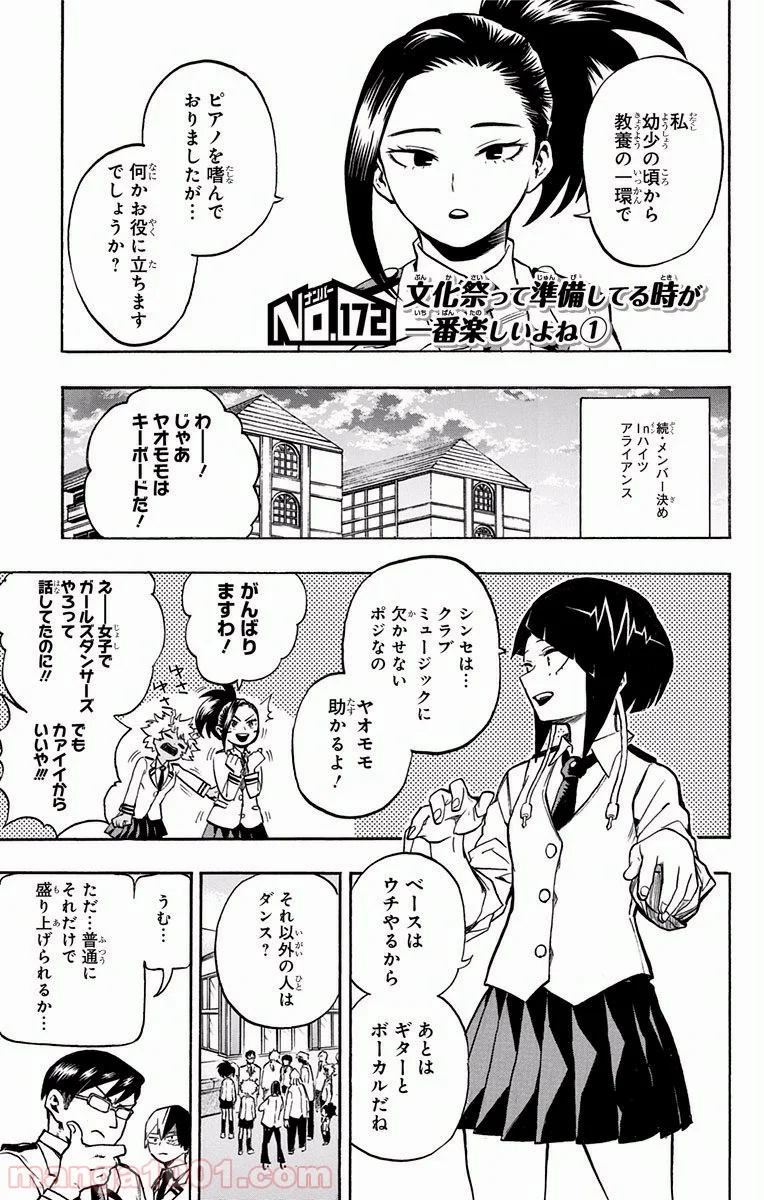 私
幼少の頃から
教養の一環で
ピアノを嗜んで
おりましたが…
何かお役に立ちます
でしょうか？
No.172
ナンバー
文化祭って準備してる時が
一番楽しいよね①
続・メンバー決め
Inハイツ
アライアンス
わーー！
じゃあ
ヤオモモは
キーボードだ！
シンセは…
クラブ
ミュージックに
欠かせない
ポジなの
ヤオモモ
助かるよ！
がんばり
ますわ！
えーー女子で
ガールズダンサーズ
やろって
話してたのに!!
でも
カァイイから
いいや!!!
ベースは
ウチやるから
あとは
ギターと
ボーカルだね
それ以外の人は
ダンス？
うむ…
ただ…普通に
それだけで
盛り上げられるか…
manga1101.com